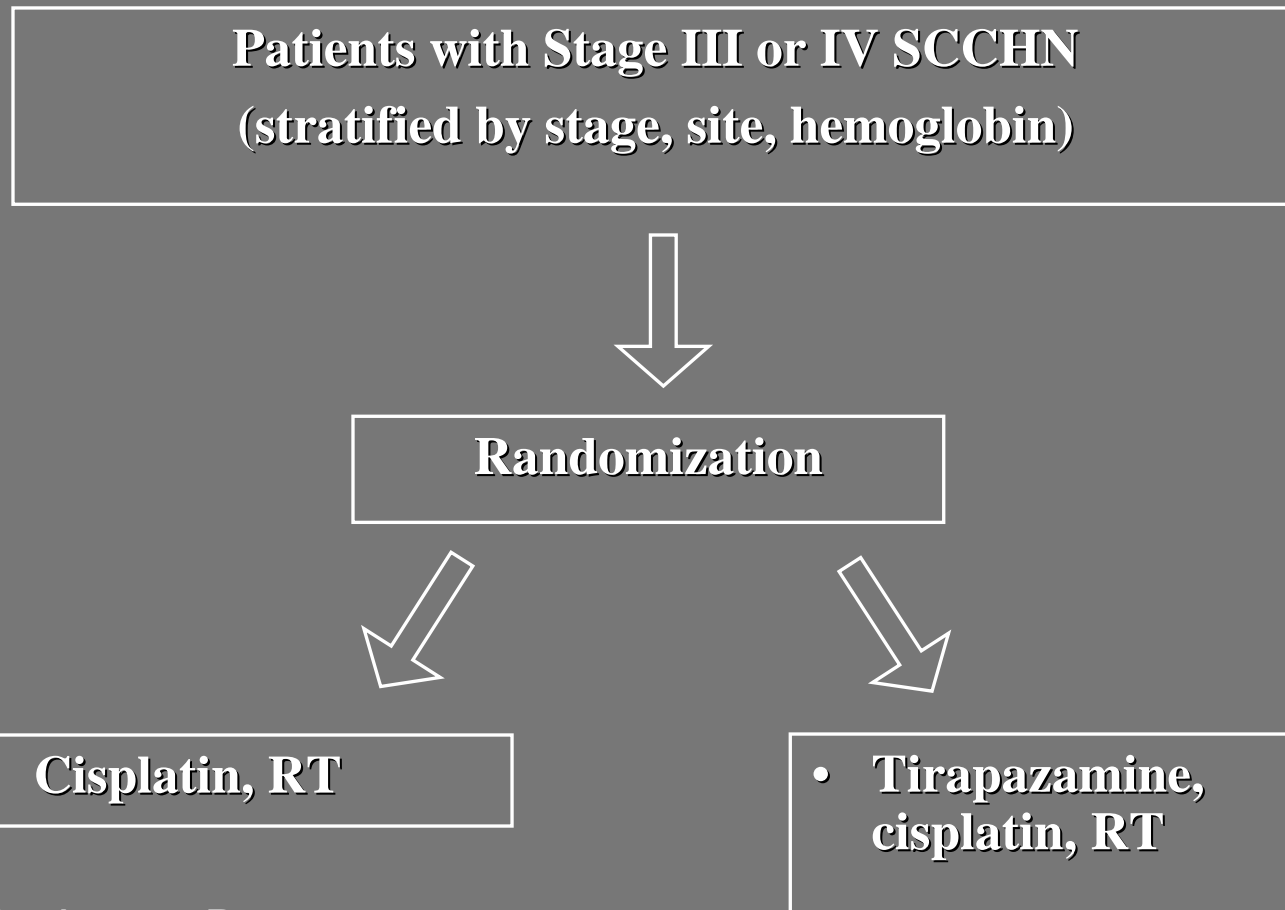 Patients with Stage III or IV SCCHN
(stratified by stage, site, hemoglobin)
Randomization
Cisplatin, RT
• Tirapazamine,
cisplatin, RT